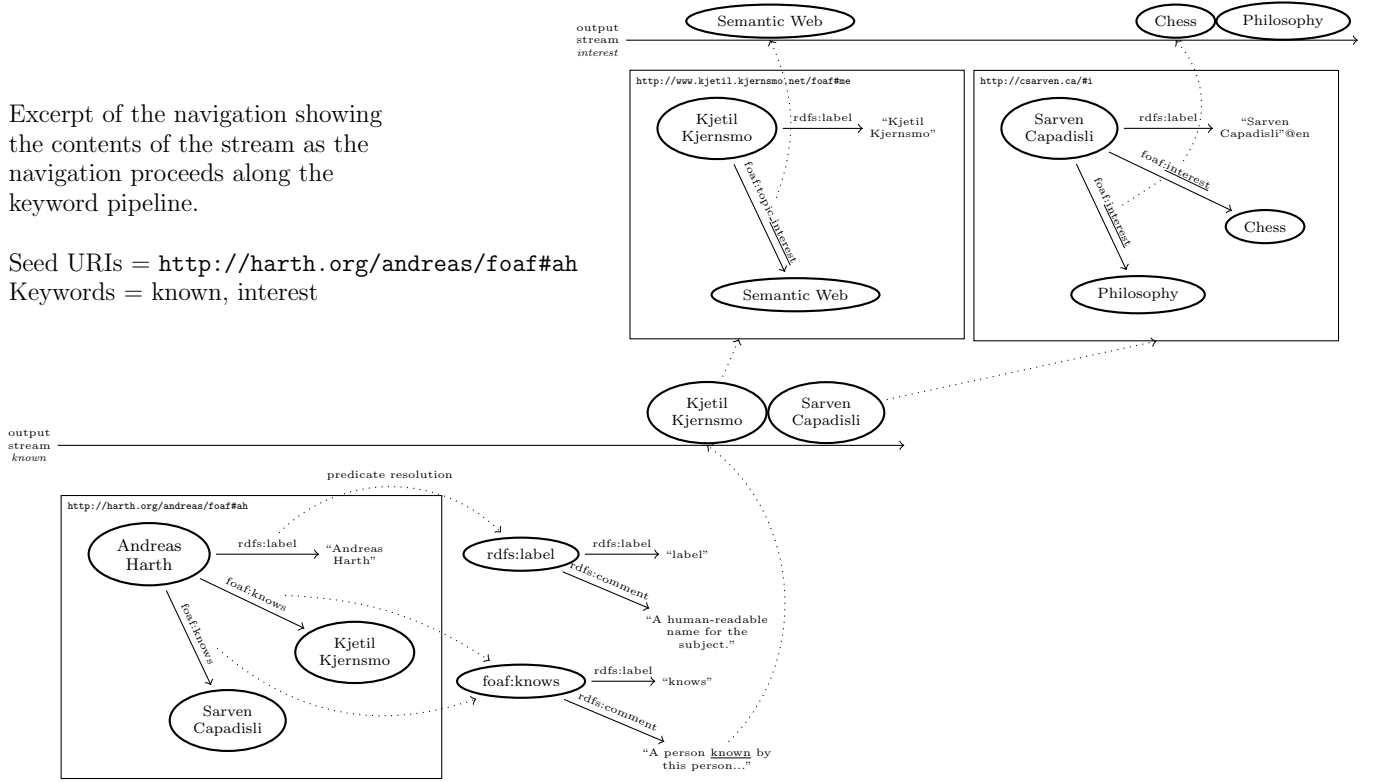 Semantic Web
Chess
Philosophy
output
stream
interest
http://www.kjetil.kjernsmo.net/foaf#me
Kjetil
Kjernsmo
rdfs:label
“Kjetil
Kjernsmo”
foaf:topic_interest
Semantic Web
http://csarven.ca/#i
Sarven
Capadisli
rdfs:label
“Sarven
Capadisli”@en
foaf:interest
Chess
foaf:interest
Philosophy
Excerpt of the navigation showing
the contents of the stream as the
navigation proceeds along the
keyword pipeline.
Seed URIs = http://harth.org/andreas/foaf#ah
Keywords = known, interest
Kjetil
Kjernsmo
Sarven
Capadisli
output
stream
known
predicate resolution
http://harth.org/andreas/foaf#ah
Andreas
Harth
rdfs:label
“Andreas
Harth”
foaf:knows
Kjetil
Kjernsmo
foaf:knows
Sarven
Capadisli
rdfs:label
rdfs:label
“label”
rdfs:comment
“A human-readable
name for the
subject.”
foaf:knows
rdfs:label
“knows”
rdfs:comment
“A person known by
this person...”